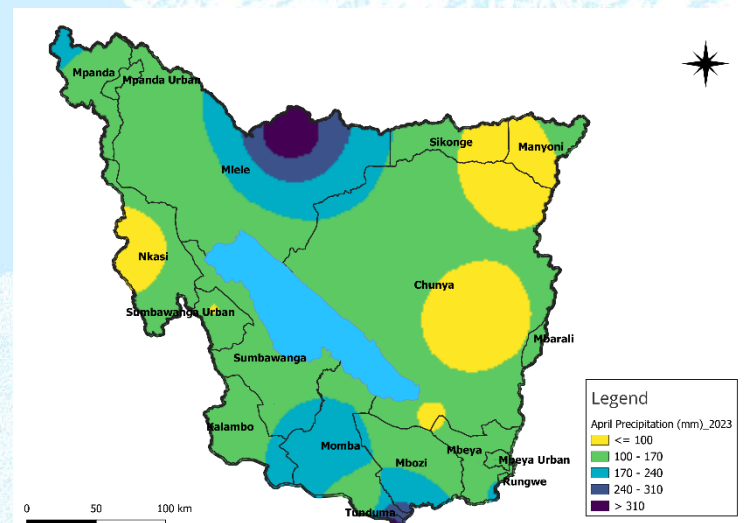 Mpanda
Mpanda Urban
Sikonge
Manyoni
Mlele
Nkasi
Chunya
Sumbawanga Urban
Mbarali
Sumbawanga
Kalambo
Momba
Mbozi
Mbeya
Mbeya Urban
Rungwe
Tunduma
0 50 100 km
Legend
April Precipitation (mm)_2023
<= 100
100 - 170
170 - 240
240 - 310
> 310